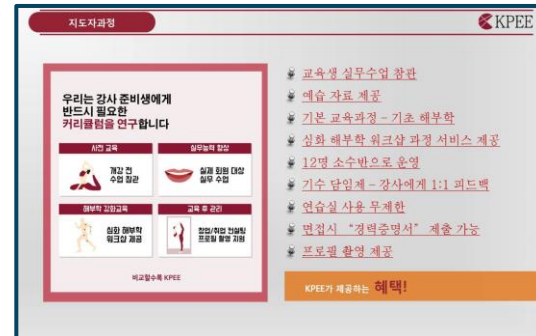 지도자과정
KPEE
우리는 강사 준비생에게
반드시 필요한
커리큘럼을 연구합니다
사전 교육
개강 전
수업 참관
실무능력 향상
실제 회원 대상
실무 수업
해부학 강화교육
심화 해부학
워크샵 제공
교육 후 관리
창업/취업 컨설팅
프로필 촬영 지원
비교할수록 KPEE
교육생 실무수업 참관
예습 자료 제공
기본 교육과정 – 기초 해부학
심화 해부학 워크샵 과정 서비스 제공
12명 소수반으로 운영
기수 담임제 – 강사에게 1:1 피드백
연습실 사용 무제한
면접시 “경력증명서” 제출 가능
프로필 촬영 제공
KPEE가 제공하는 혜택!